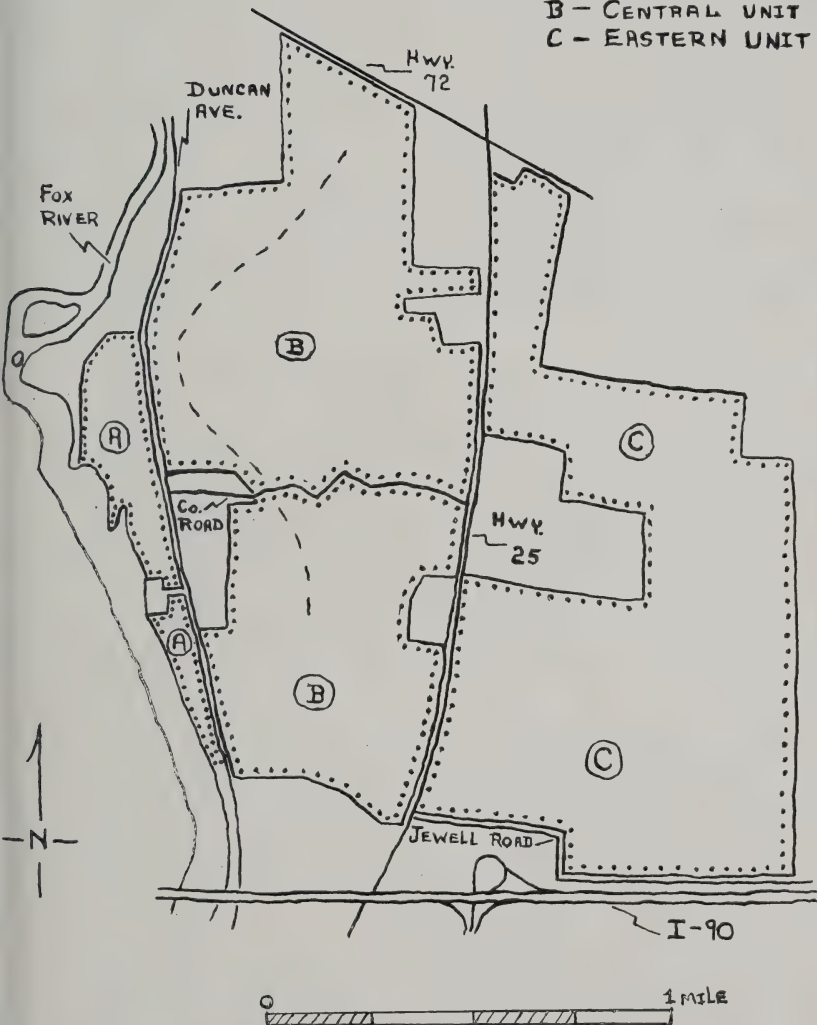 B – CENTRAL UNIT
C – EASTERN UNIT
HWY.
72
DUNCAN
AVE.
FOX
RIVER
B
A
C
CO.
ROAD
HWY.
25
A
B
C
JEWELL ROAD
N
I-90
0
1 MILE